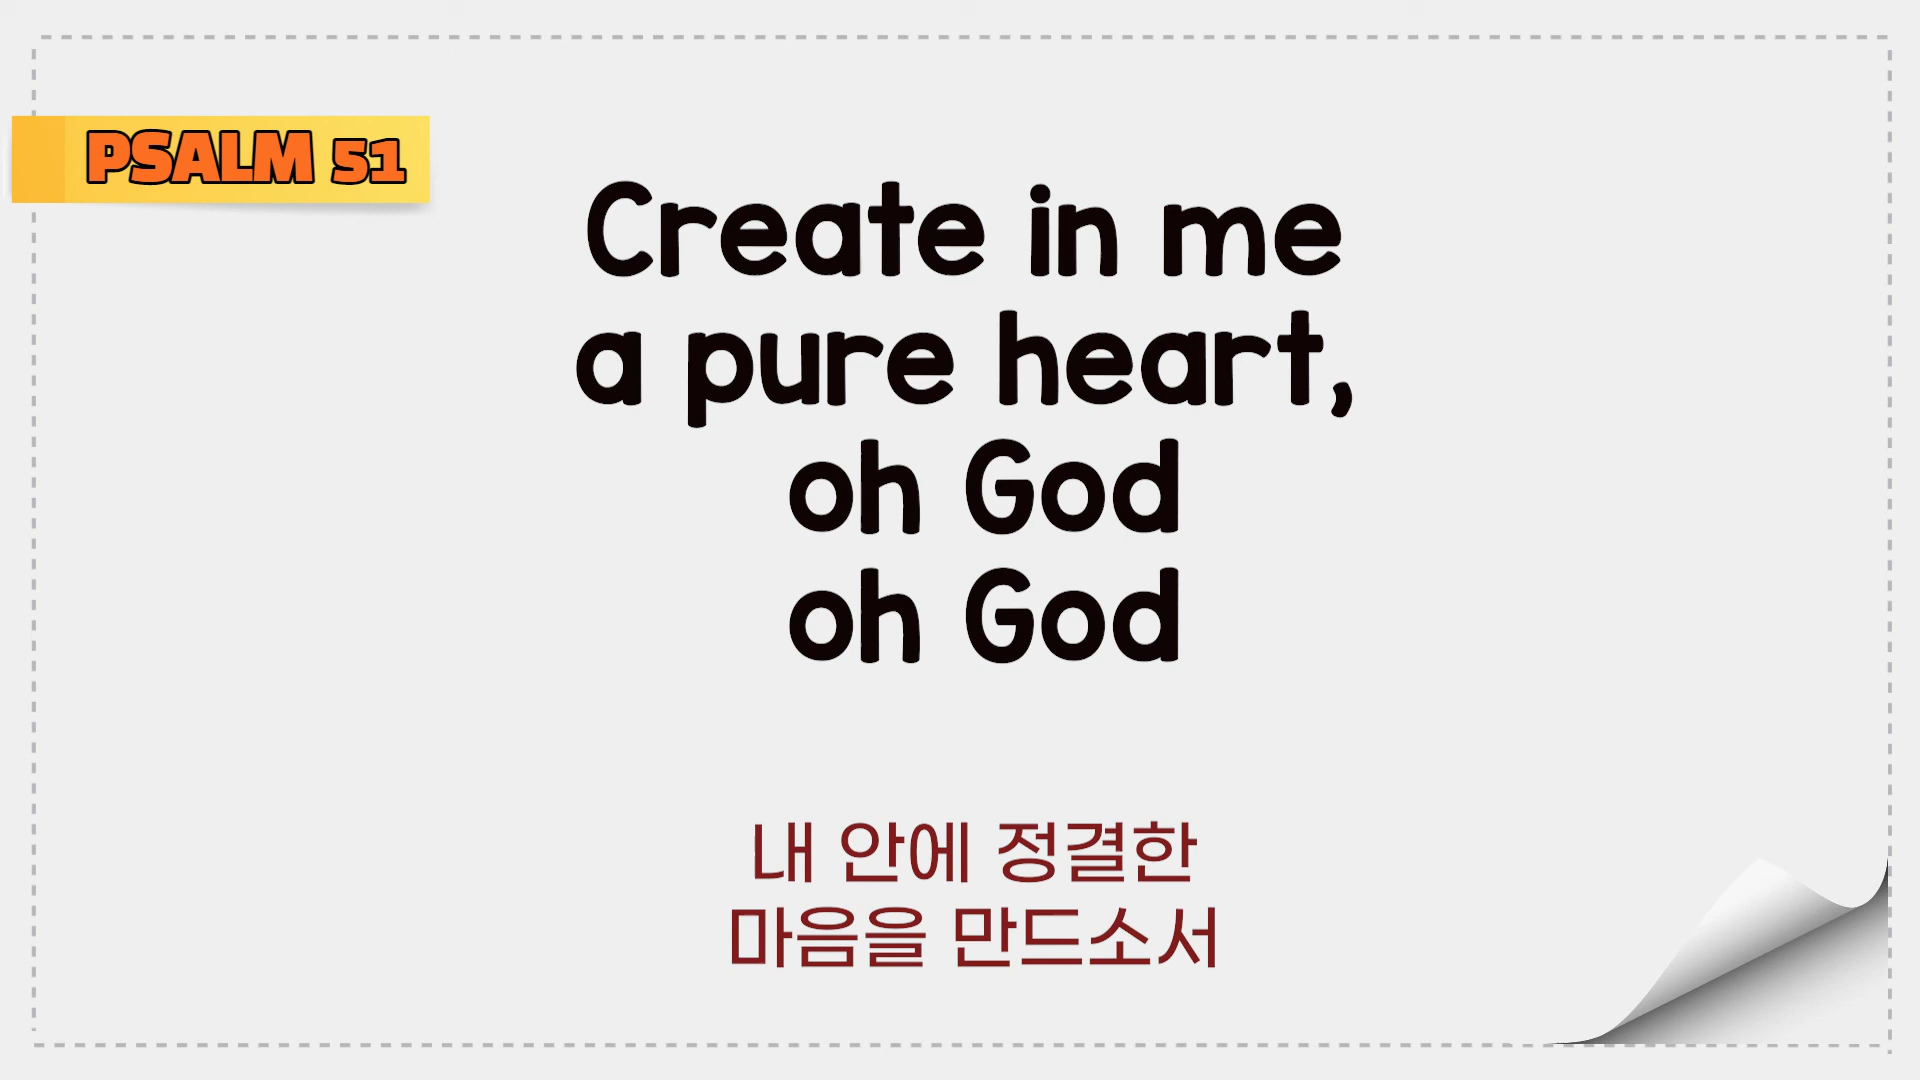 PSALM 51
Create in me
a pure heart,
oh God
oh God
내 안에 정결한
마음을 만드소서